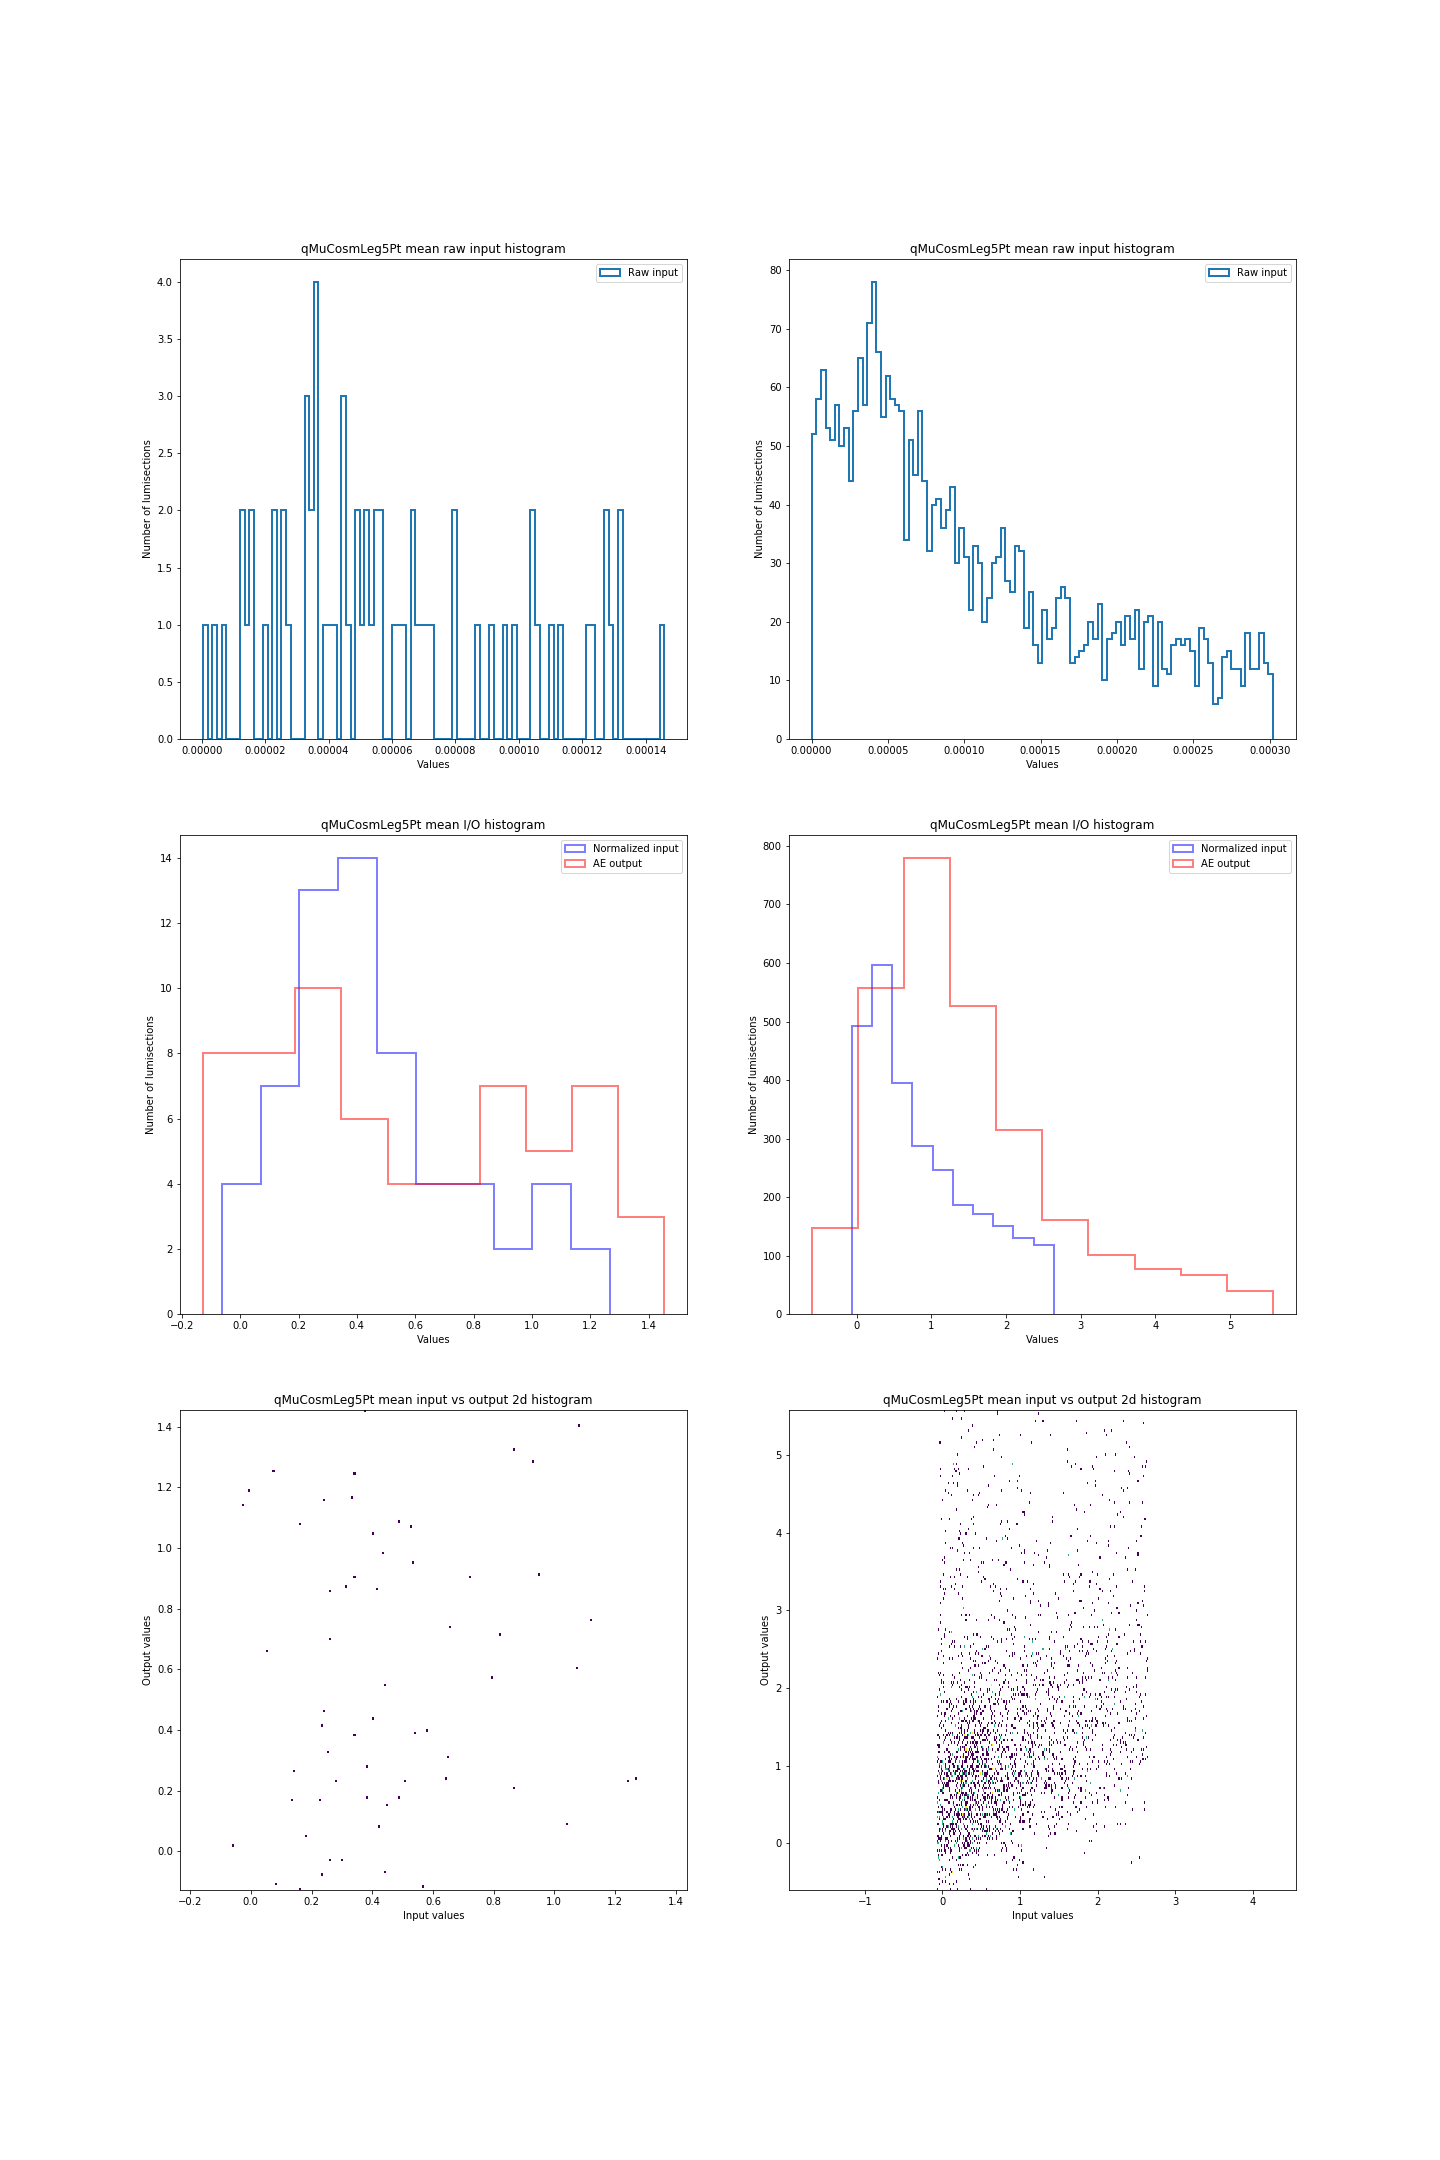 qMuCosmLeg5Pt mean raw input histogram
Raw input
Number of lumisections
4.0
3.5
3.0
2.5
2.0
1.5
1.0
0.5
0.0
0.00000 0.00002 0.00004 0.00006 0.00008 0.00010 0.00012 0.00014
Values
qMuCosmLeg5Pt mean raw input histogram
Raw input
Number of lumisections
80
70
60
50
40
30
20
10
0
0.00000 0.00005 0.00010 0.00015 0.00020 0.00025 0.00030
Values
qMuCosmLeg5Pt mean I/O histogram
Normalized input
AE output
Number of lumisections
14
12
10
8
6
4
2
0
−0.2 0.0 0.2 0.4 0.6 0.8 1.0 1.2 1.4
Values
qMuCosmLeg5Pt mean I/O histogram
Normalized input
AE output
Number of lumisections
800
700
600
500
400
300
200
100
0
0 1 2 3 4 5
Values
qMuCosmLeg5Pt mean input vs output 2d histogram
Output values
1.4
1.2
1.0
0.8
0.6
0.4
0.2
0.0
−0.2 0.0 0.2 0.4 0.6 0.8 1.0 1.2 1.4
Input values
qMuCosmLeg5Pt mean input vs output 2d histogram
Output values
5
4
3
2
1
0
−1 0 1 2 3 4
Input values